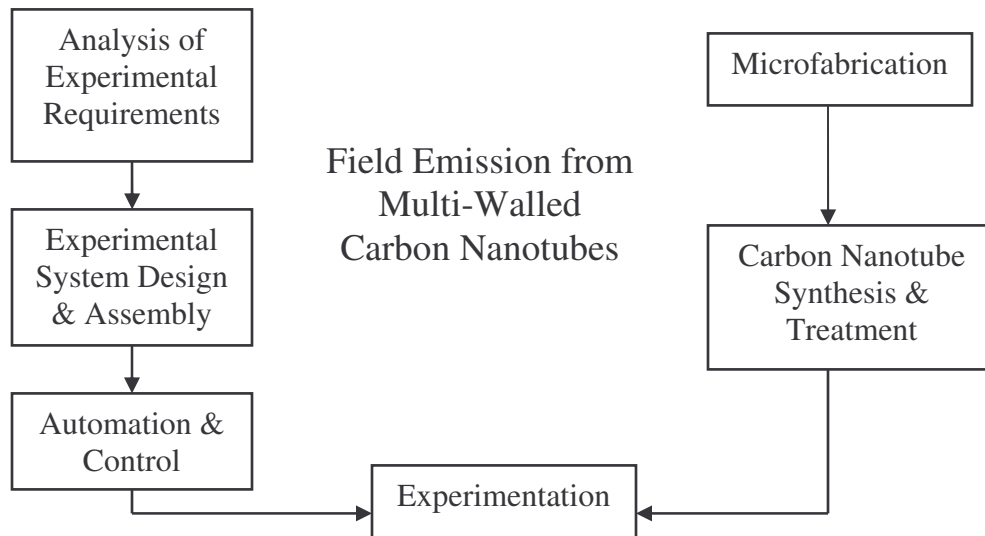 Analysis of
Experimental
Requirements
Microfabrication
Field Emission from
Multi-Walled
Carbon Nanotubes
Experimental
System Design
& Assembly
Carbon Nanotube
Synthesis &
Treatment
Automation &
Control
Experimentation